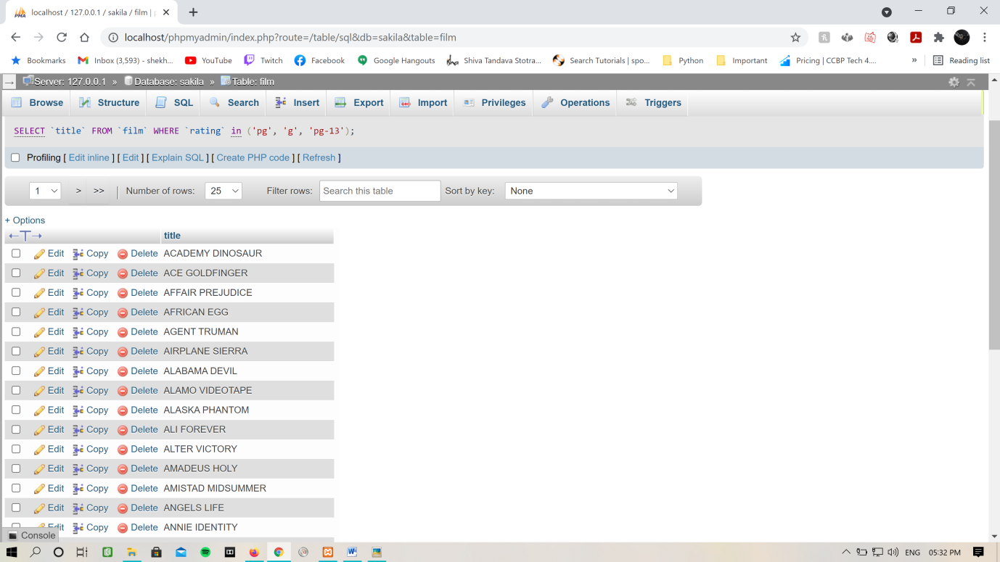 localhost / 127.0.0.1 / sakila / film |
localhost/phpmyadmin/index.php?route=/table/sql&db=sakila&table=film
Bookmarks Inbox (3,593) - shekh... YouTube Twitch Facebook Google Hangouts Shiva Tandava Stotra... Search Tutorials | spo... Python Important Pricing | CCBP Tech 4.... » Reading list
Server: 127.0.0.1 » Database: sakila » Table: film
Browse Structure SQL Search Insert Export Import Privileges Operations Triggers
SELECT `title` FROM `film` WHERE `rating` in ('pg', 'g', 'pg-13');
Profiling [ Edit inline ] [ Edit ] [ Explain SQL ] [ Create PHP code ] [ Refresh ]
1 > >> | Number of rows: 25 Filter rows: Search this table Sort by key: None
+ Options
←T→ title
Edit Copy Delete ACADEMY DINOSAUR
Edit Copy Delete ACE GOLDFINGER
Edit Copy Delete AFFAIR PREJUDICE
Edit Copy Delete AFRICAN EGG
Edit Copy Delete AGENT TRUMAN
Edit Copy Delete AIRPLANE SIERRA
Edit Copy Delete ALABAMA DEVIL
Edit Copy Delete ALAMO VIDEOTAPE
Edit Copy Delete ALASKA PHANTOM
Edit Copy Delete ALI FOREVER
Edit Copy Delete ALTER VICTORY
Edit Copy Delete AMADEUS HOLY
Edit Copy Delete AMISTAD MIDSUMMER
Edit Copy Delete ANGELS LIFE
Edit Copy Delete ANNIE IDENTITY
Console
ENG 05:32 PM